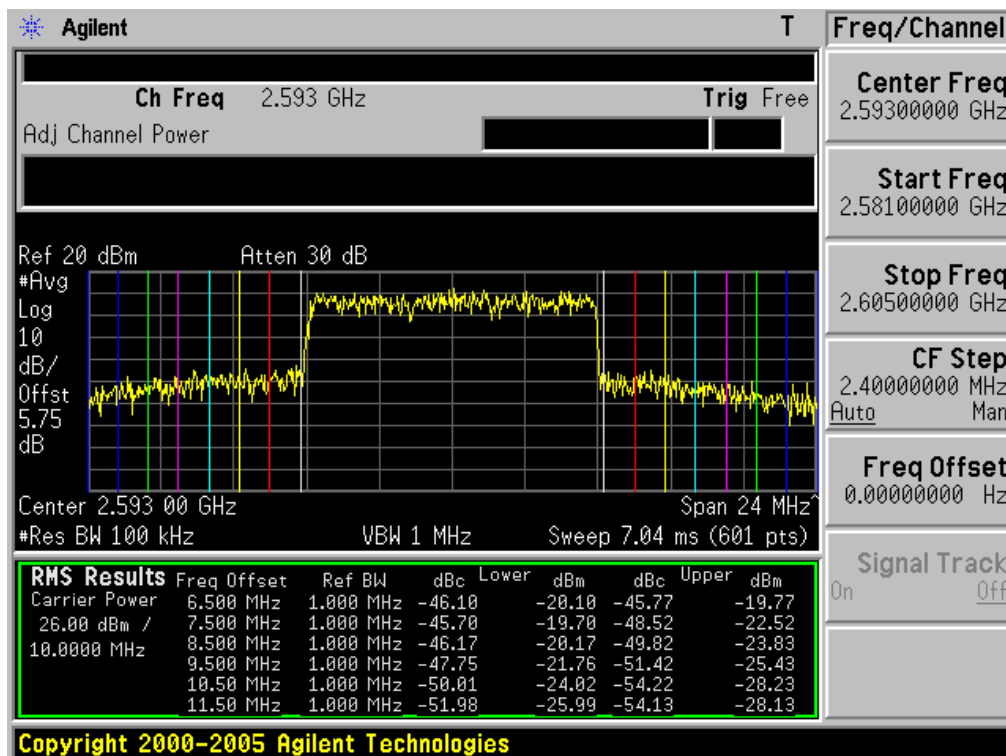 Agilent T Freq/Channel
Ch Freq 2.593 GHz Trig Free
Adj Channel Power
Center Freq
2.59300000 GHz
Start Freq
2.58100000 GHz
Stop Freq
2.60500000 GHz
CF Step
2.40000000 MHz
Auto Man
Freq Offset
0.00000000 Hz
Signal Track
On Off
Ref 20 dBm Atten 30 dB
#Avg
Log
10
dB/
Offst
5.75
dB
Center 2.593 00 GHz Span 24 MHz^
#Res BW 100 kHz VBW 1 MHz Sweep 7.04 ms (601 pts)
RMS Results Freq Offset Ref BW dBc Lower dBm dBc Upper dBm
Carrier Power 6.500 MHz 1.000 MHz -46.10 -20.10 -45.77 -19.77
26.00 dBm / 7.500 MHz 1.000 MHz -45.70 -19.70 -48.52 -22.52
10.0000 MHz 8.500 MHz 1.000 MHz -46.17 -20.17 -49.82 -23.83
9.500 MHz 1.000 MHz -47.75 -21.76 -51.42 -25.43
10.50 MHz 1.000 MHz -50.01 -24.02 -54.22 -28.23
11.50 MHz 1.000 MHz -51.98 -25.99 -54.13 -28.13
Copyright 2000-2005 Agilent Technologies